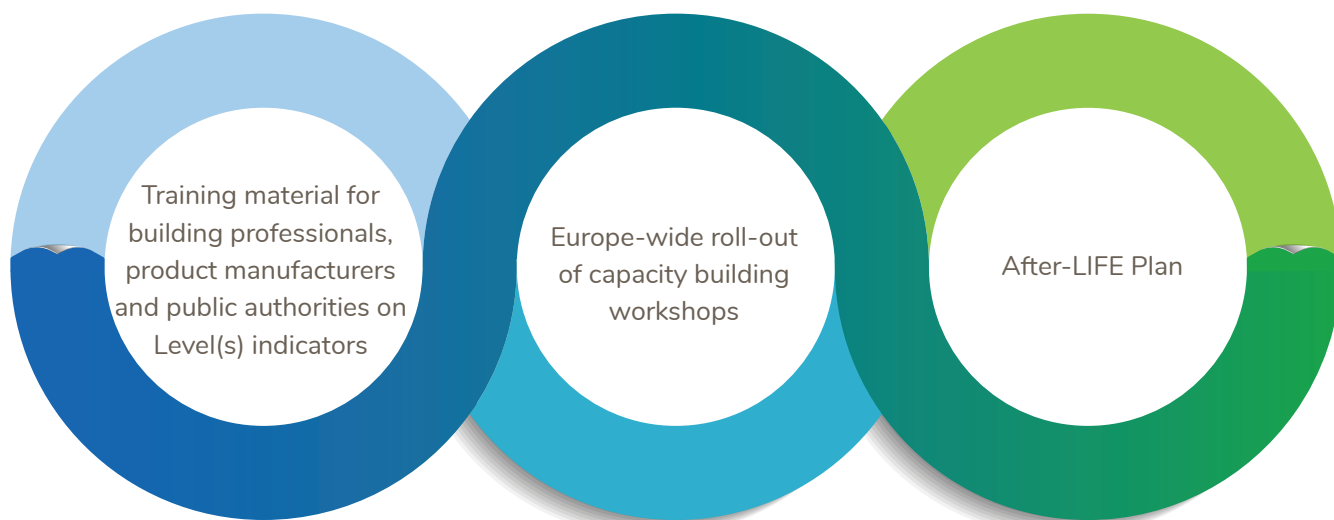 Training material for
building professionals,
product manufacturers
and public authorities on
Level(s) indicators
Europe-wide roll-out
of capacity building
workshops
After-LIFE Plan